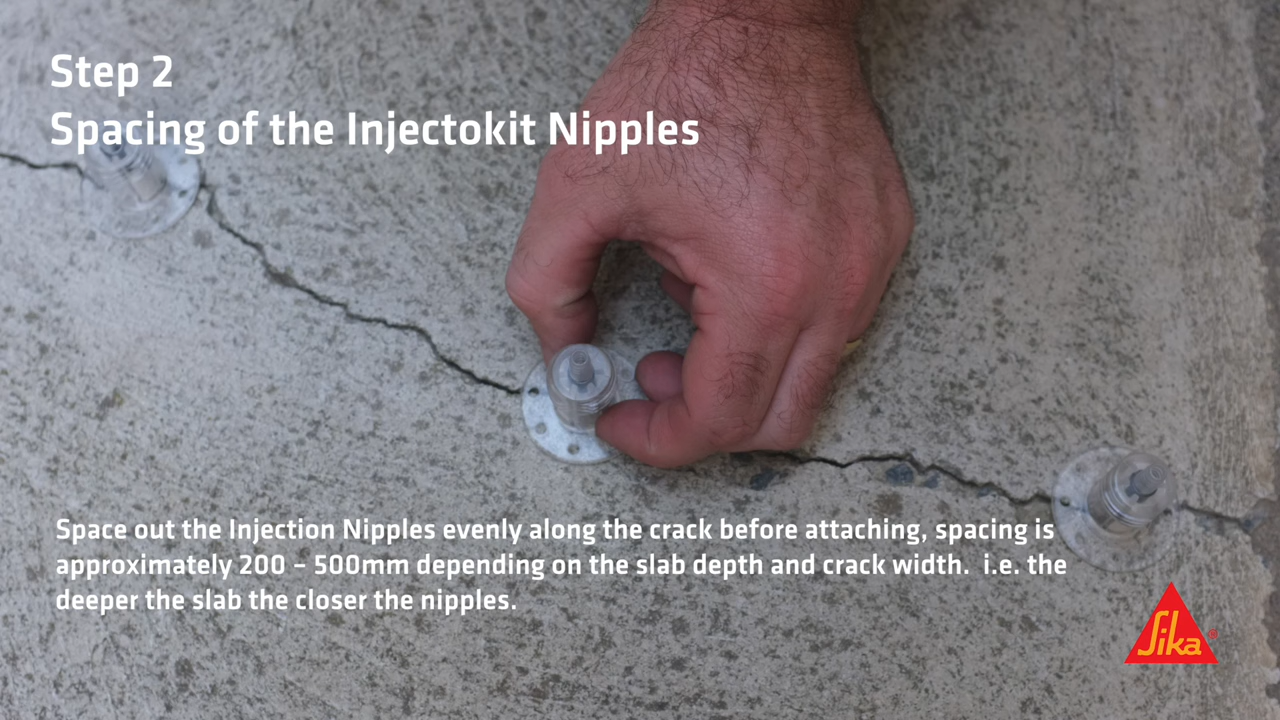 Step 2
Spacing of the Injectokit Nipples
Space out the Injection Nipples evenly along the crack before attaching, spacing is
approximately 200 – 500mm depending on the slab depth and crack width.  i.e. the
deeper the slab the closer the nipples.
Sika®